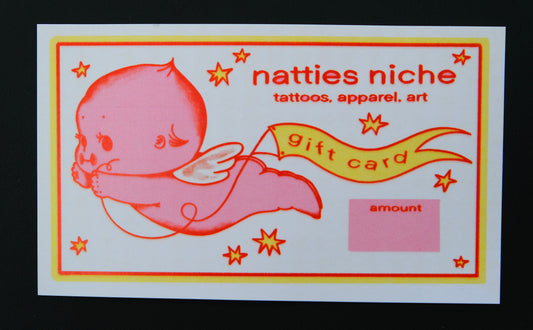 natties niche
tattoos, apparel, art
gift card
amount